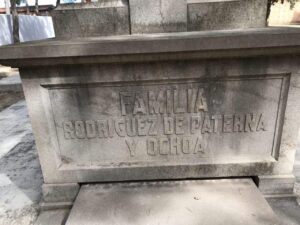 FAMILIA
RODRIGUEZ DE PATERNA
Y OCHOA